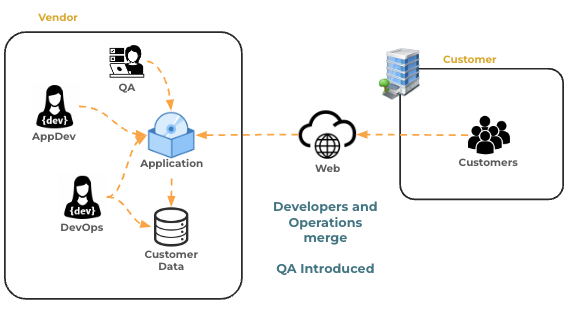 Vendor
Customer
QA
{dev}
AppDev
Application
Web
Customers
{dev}
DevOps
Customer
Data
Developers and
Operations
merge
QA Introduced